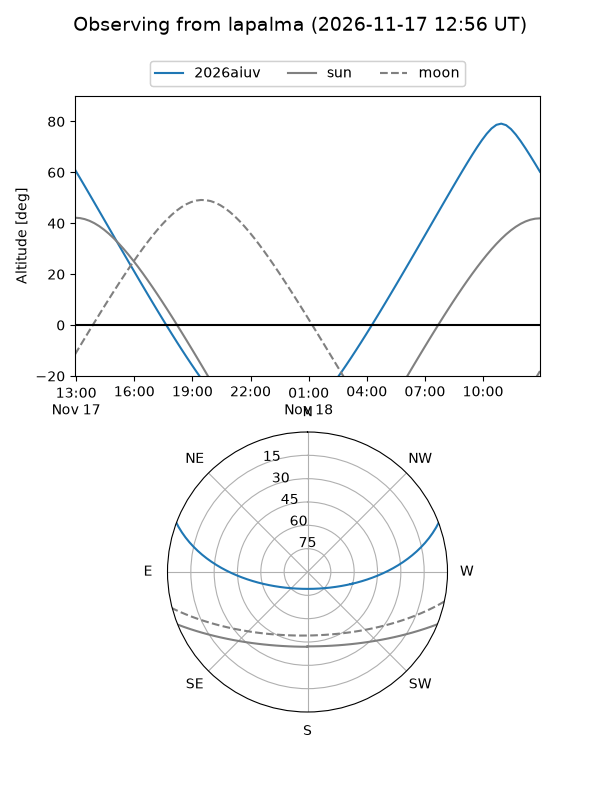 Observing from lapalma (2026-11-17 12:56 UT)
2026aiuv sun moon
Altitude [deg]
80
60
40
20
0
−20
13:00 16:00 19:00 22:00 01:00 04:00 07:00 10:00
Nov 17 Nov 18
N
NE NW
15
30
45
60
75
E W
SE SW
S